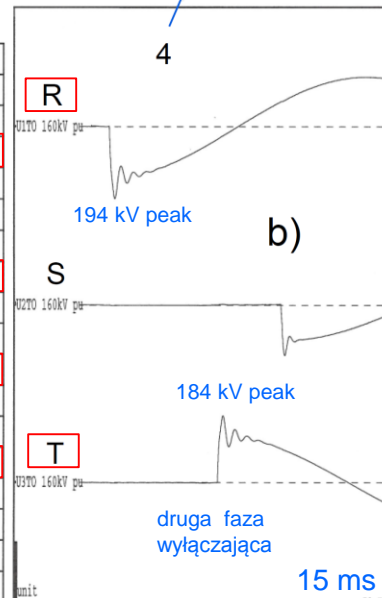 4
R
U1TO 160kV pu
194 kV peak
b)
S
U2TO 160kV pu
184 kV peak
T
U3TO 160kV pu
druga faza
wyłączająca
unit
15 ms